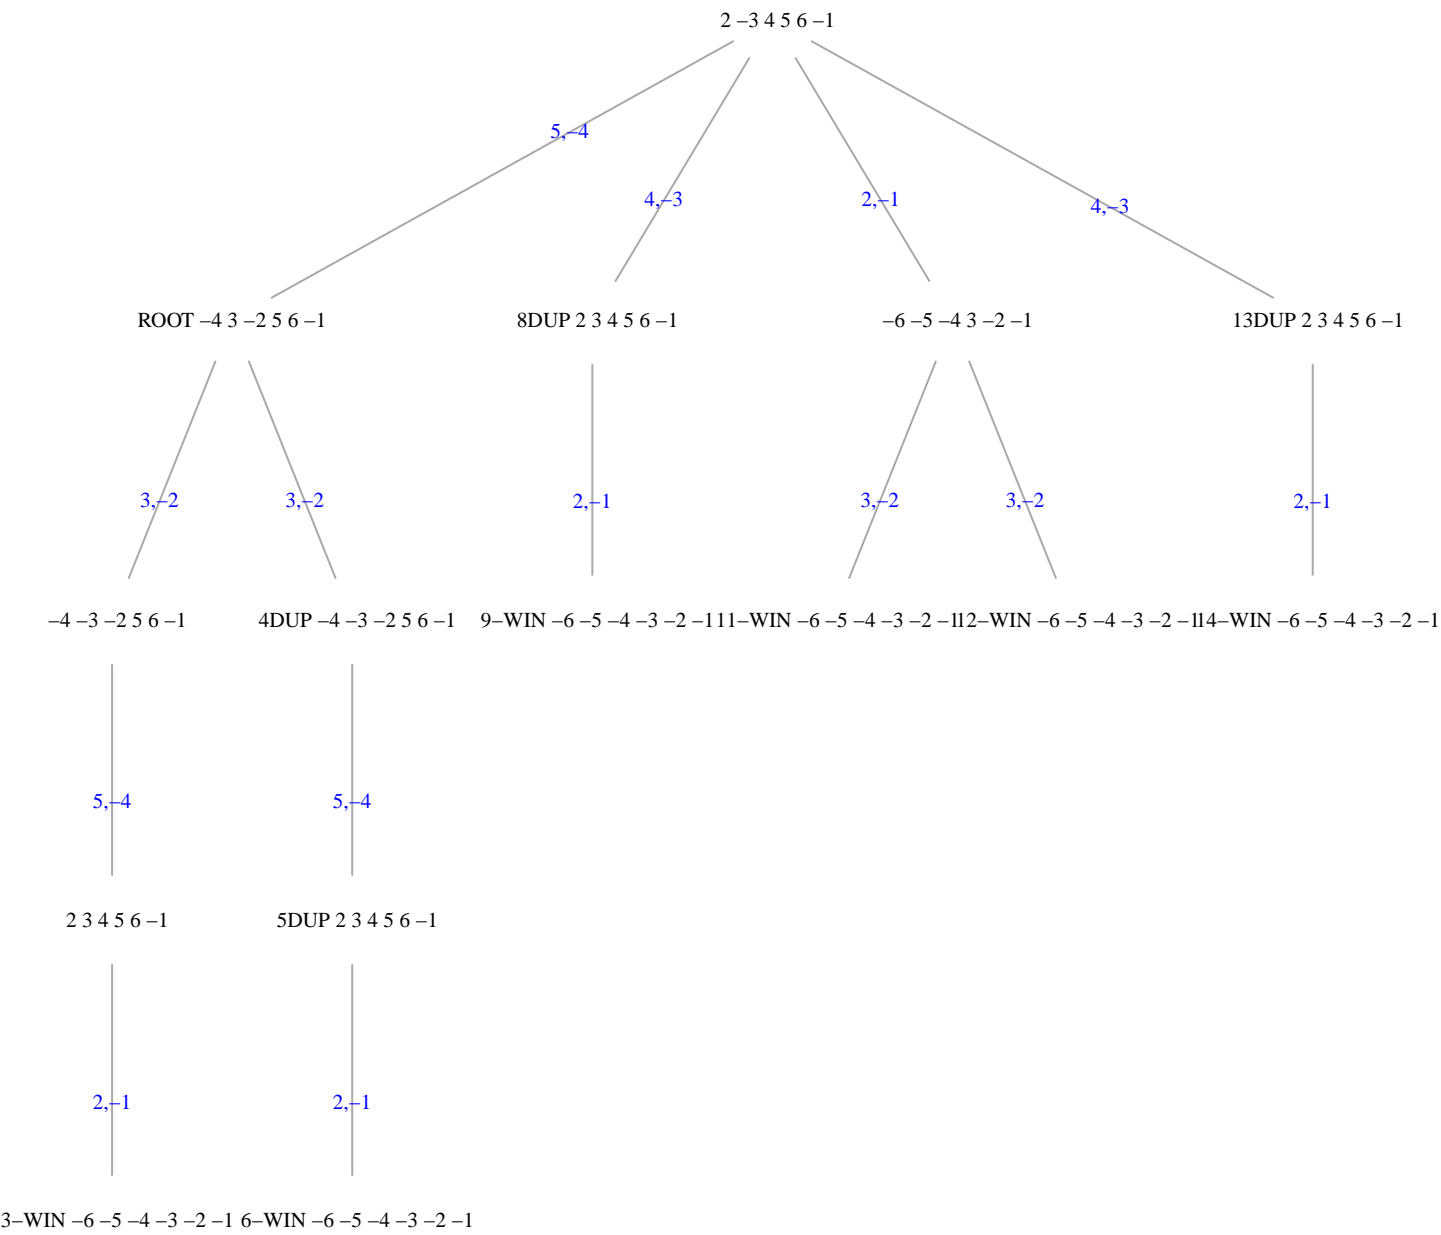 2 –3 4 5 6 –1
5,–4
4,–3
2,–1
4,–3
ROOT –4 3 –2 5 6 –1
8DUP 2 3 4 5 6 –1
–6 –5 –4 3 –2 –1
13DUP 2 3 4 5 6 –1
3,–2
3,–2
2,–1
3,–2
3,–2
2,–1
–4 –3 –2 5 6 –1
4DUP –4 –3 –2 5 6 –1
9–WIN –6 –5 –4 –3 –2 –1
11–WIN –6 –5 –4 –3 –2 –1
12–WIN –6 –5 –4 –3 –2 –1
14–WIN –6 –5 –4 –3 –2 –1
5,–4
5,–4
2 3 4 5 6 –1
5DUP 2 3 4 5 6 –1
2,–1
2,–1
3–WIN –6 –5 –4 –3 –2 –1
6–WIN –6 –5 –4 –3 –2 –1